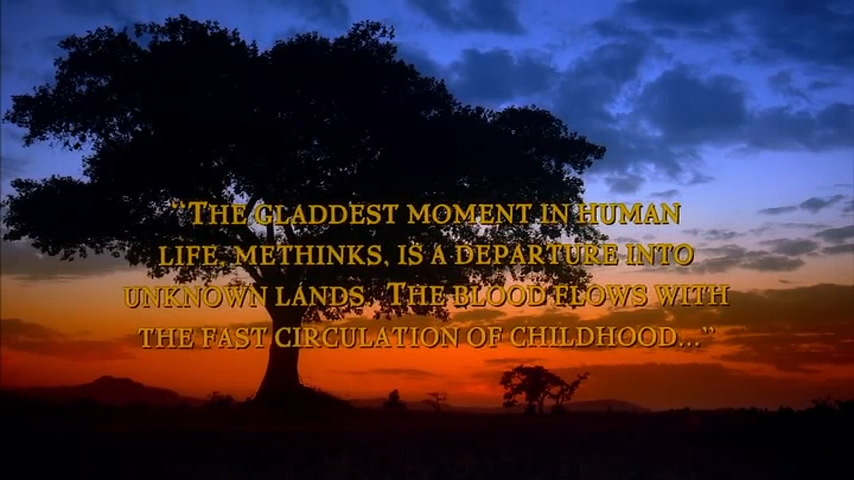 “THE GLADDEST MOMENT IN HUMAN
LIFE, METHINKS, IS A DEPARTURE INTO
UNKNOWN LANDS. THE BLOOD FLOWS WITH
THE FAST CIRCULATION OF CHILDHOOD...”